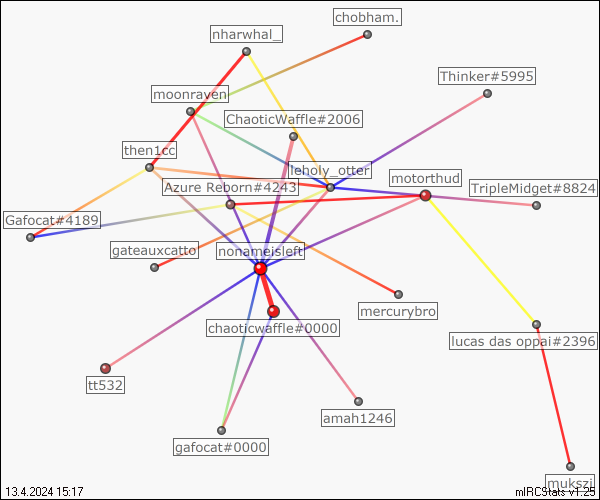 chobham.
nharwhal_
Thinker#5995
moonraven
ChaoticWaffle#2006
then1cc
leholy_otter
motorthud
Azure Reborn#4243
TripleMidget#8824
Gafocat#4189
gateauxcatto
nonameisleft
mercurybro
chaoticwaffle#0000
lucas das oppai#2396
tt532
amah1246
gafocat#0000
mukszi
13.4.2024 15:17
mIRCStats v1.25